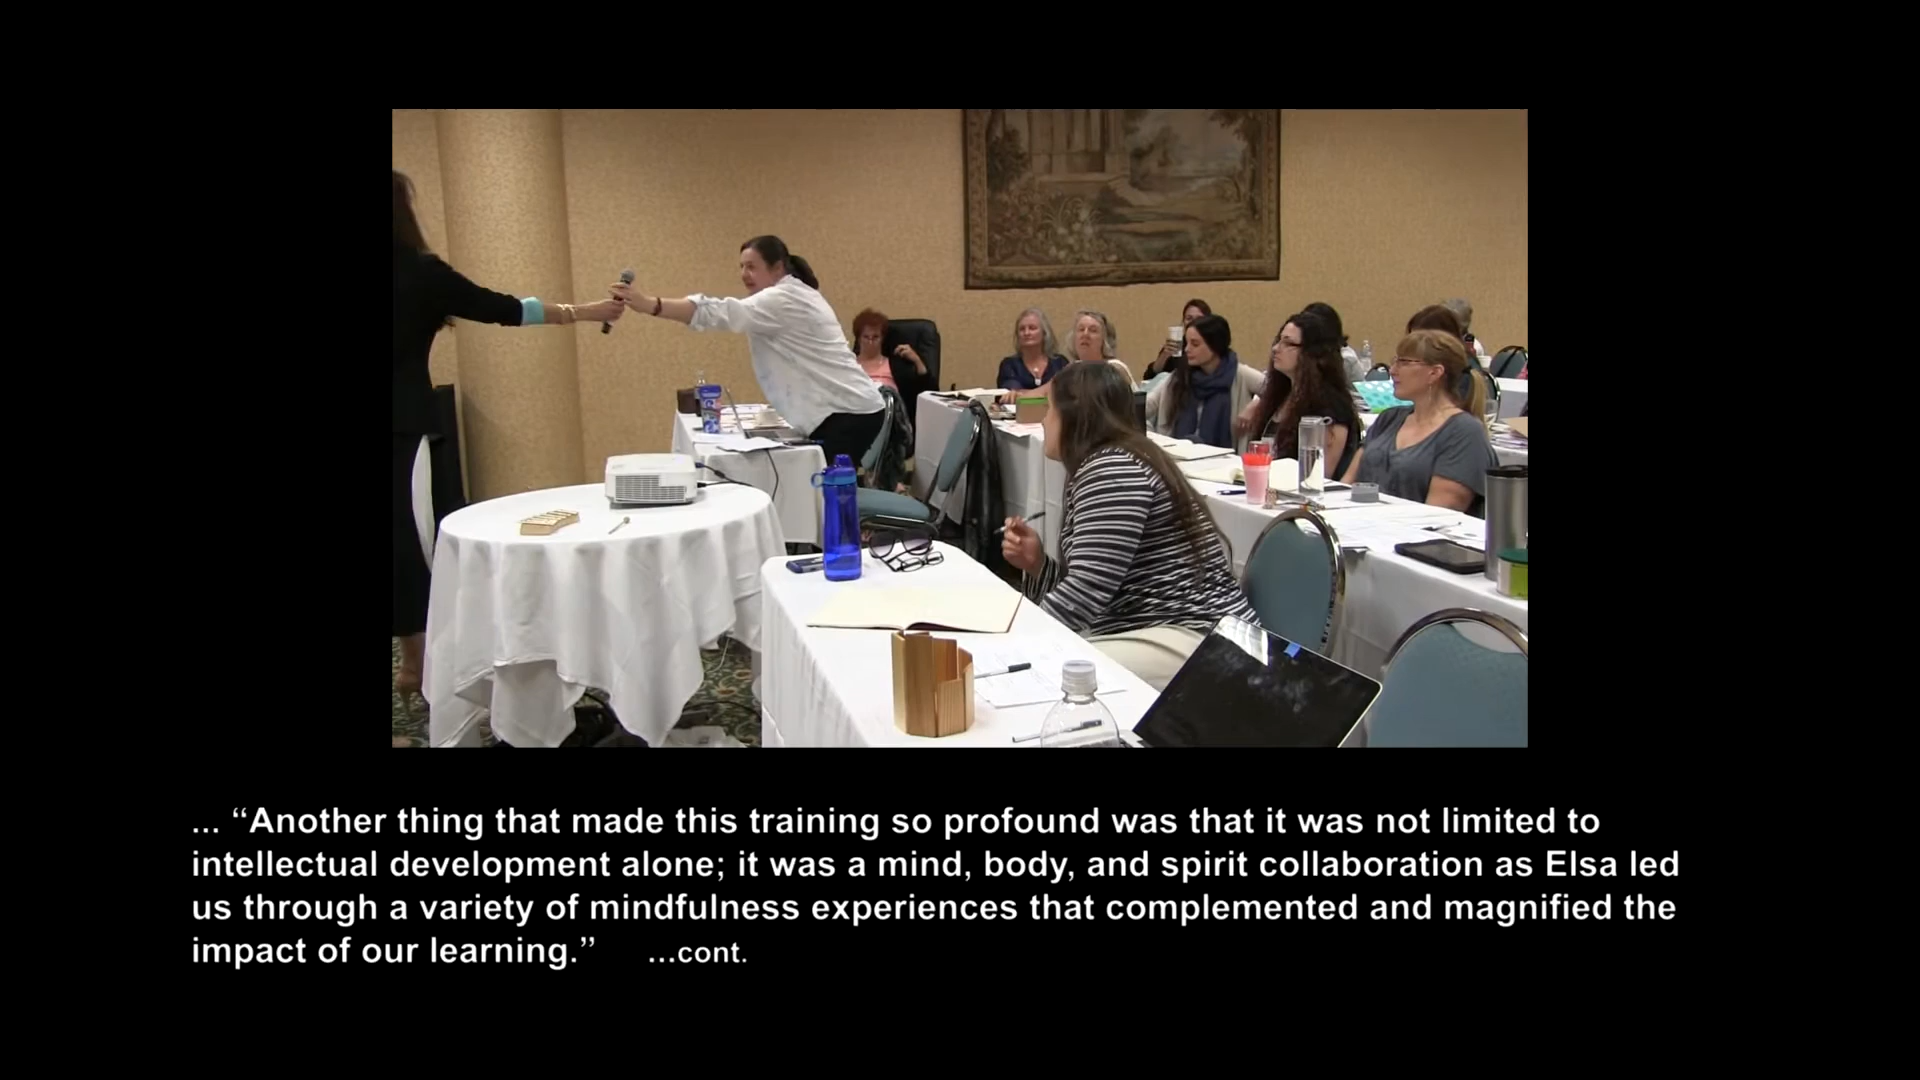 ... “Another thing that made this training so profound was that it was not limited to
intellectual development alone; it was a mind, body, and spirit collaboration as Elsa led
us through a variety of mindfulness experiences that complemented and magnified the
impact of our learning.” ...cont.